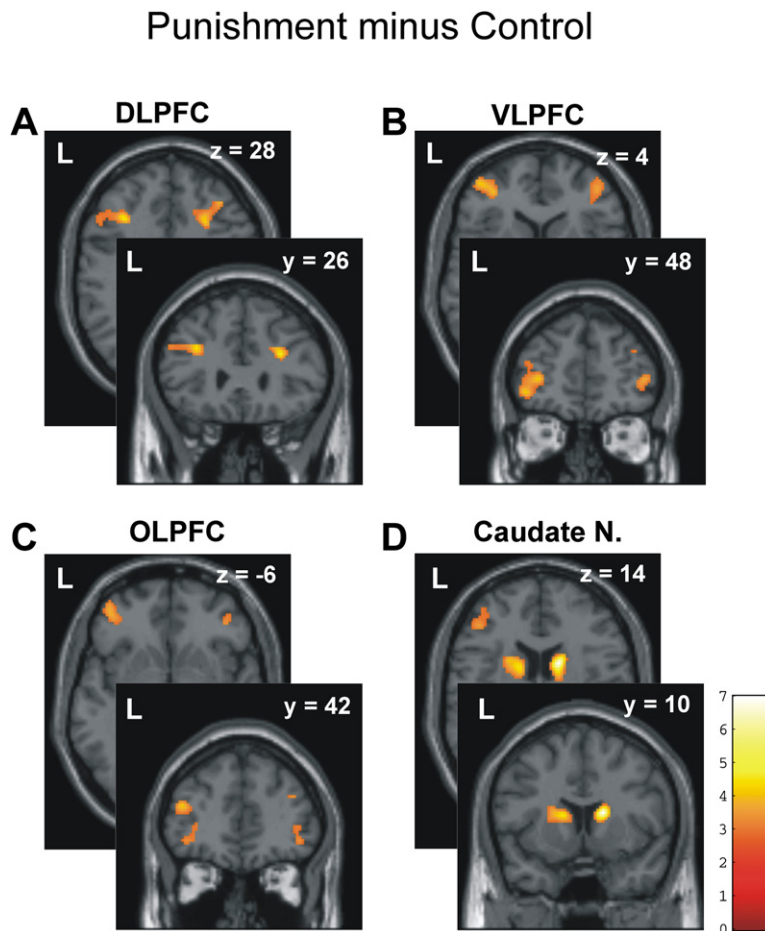 Punishment minus Control
A
DLPFC
L
z = 28
L
y = 26
B
VLPFC
L
z = 4
L
y = 48
C
OLPFC
L
z = -6
L
y = 42
D
Caudate N.
L
z = 14
L
y = 10
7
6
5
4
3
2
1
0